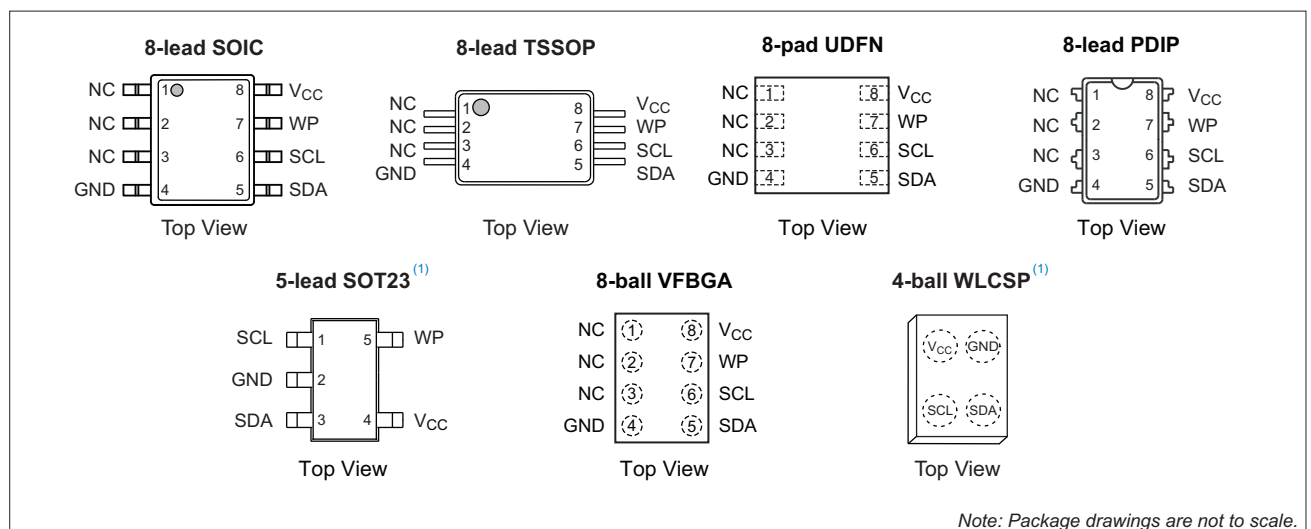 8-lead SOIC
NC 1 8 VCC
NC 2 7 WP
NC 3 6 SCL
GND 4 5 SDA
Top View
8-lead TSSOP
NC 1 8 VCC
NC 2 7 WP
NC 3 6 SCL
GND 4 5 SDA
Top View
8-pad UDFN
NC 1 8 VCC
NC 2 7 WP
NC 3 6 SCL
GND 4 5 SDA
Top View
8-lead PDIP
NC 1 8 VCC
NC 2 7 WP
NC 3 6 SCL
GND 4 5 SDA
Top View
5-lead SOT23 (1)
SCL 1 5 WP
GND 2
SDA 3 4 VCC
Top View
8-ball VFBGA
NC 1 8 VCC
NC 2 7 WP
NC 3 6 SCL
GND 4 5 SDA
Top View
4-ball WLCSP (1)
VCC GND
SCL SDA
Top View
Note: Package drawings are not to scale.